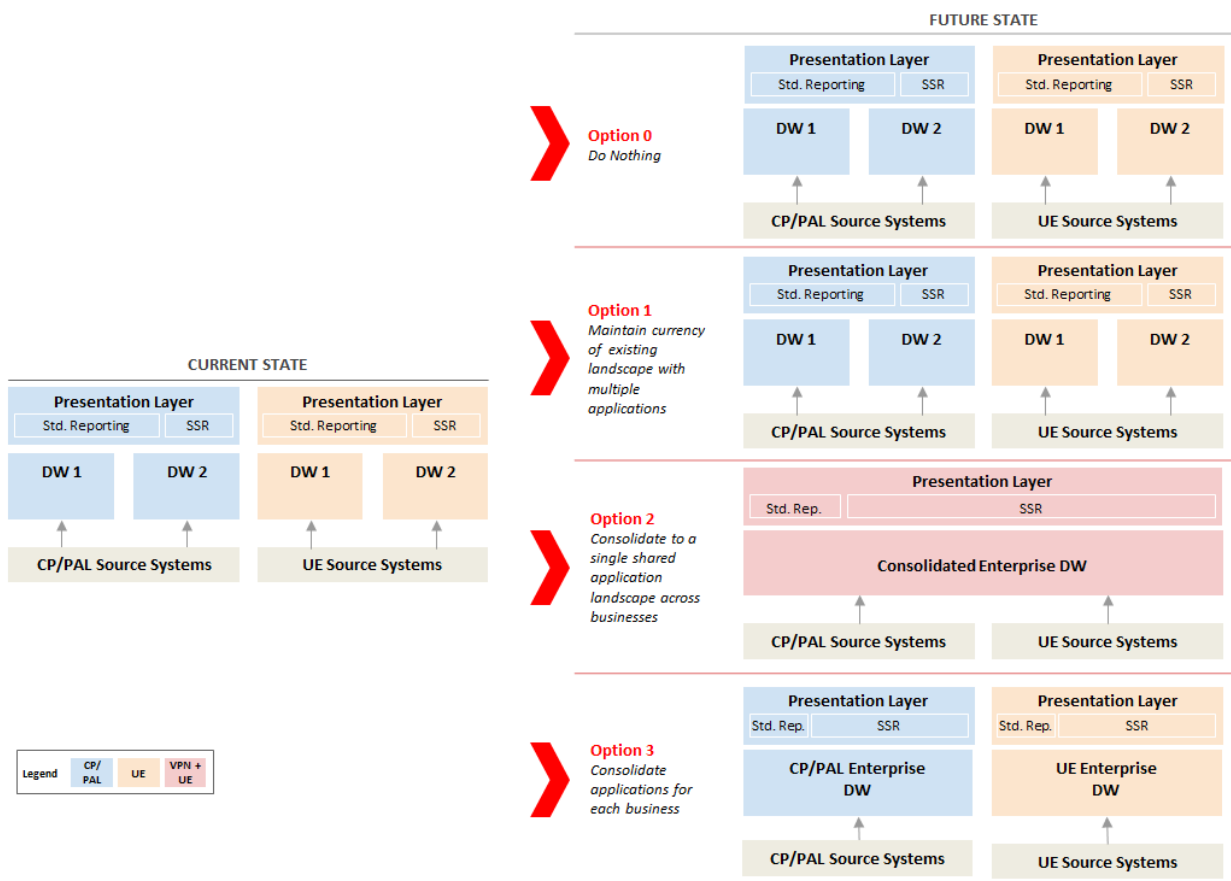 FUTURE STATE
Presentation Layer
Std. Reporting SSR
Presentation Layer
Std. Reporting SSR
Option 0
Do Nothing
DW 1 DW 2
DW 1 DW 2
CP/PAL Source Systems
UE Source Systems
Presentation Layer
Std. Reporting SSR
Presentation Layer
Std. Reporting SSR
Option 1
Maintain currency
of existing
landscape with
multiple
applications
DW 1 DW 2
DW 1 DW 2
CP/PAL Source Systems
UE Source Systems
CURRENT STATE
Presentation Layer
Std. Reporting SSR
Presentation Layer
Std. Reporting SSR
DW 1 DW 2
DW 1 DW 2
CP/PAL Source Systems
UE Source Systems
Presentation Layer
Std. Rep. SSR
Option 2
Consolidate to a
single shared
application
landscape across
businesses
Consolidated Enterprise DW
CP/PAL Source Systems
UE Source Systems
Presentation Layer
Std. Rep. SSR
Presentation Layer
Std. Rep. SSR
Option 3
Consolidate
applications for
each business
CP/PAL Enterprise
DW
UE Enterprise
DW
CP/PAL Source Systems
UE Source Systems
Legend
CP/
PAL
UE
VPN +
UE